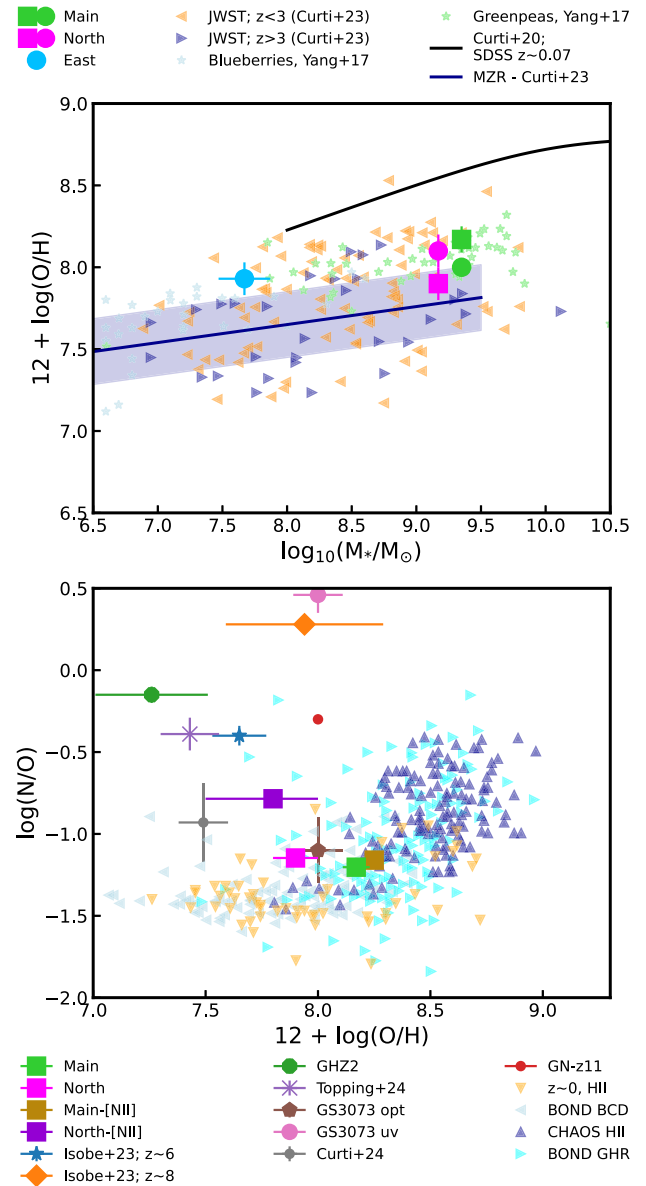 Main
North
East
JWST; z<3 (Curti+23)
JWST; z>3 (Curti+23)
Blueberries, Yang+17
Greenpeas, Yang+17
Curti+20;
SDSS z~0.07
MZR - Curti+23
9.0
8.5
8.0
7.5
7.0
6.5
12 + log(O/H)
6.5 7.0 7.5 8.0 8.5 9.0 9.5 10.0 10.5
log₁₀(M*/M☉)
0.5
0.0
−0.5
−1.0
−1.5
−2.0
log(N/O)
7.0 7.5 8.0 8.5 9.0
12 + log(O/H)
Main
North
Main-[NII]
North-[NII]
Isobe+23; z~6
Isobe+23; z~8
GHZ2
Topping+24
GS3073 opt
GS3073 uv
Curti+24
GN-z11
z~0, HII
BOND BCD
CHAOS HII
BOND GHR